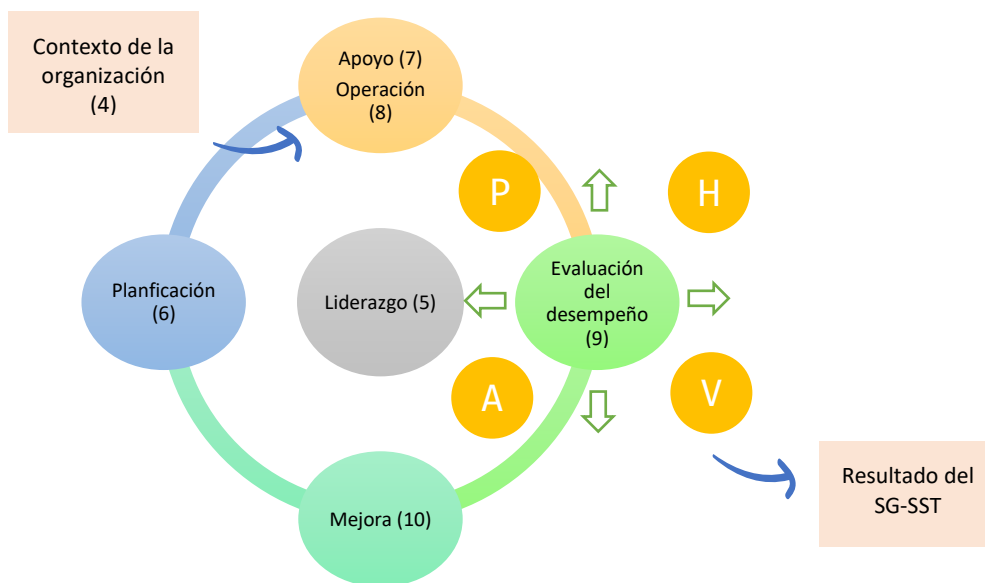 Contexto de la
organización
(4)
Apoyo (7)
Operación
(8)
P
H
Planficación
(6)
Liderazgo (5)
Evaluación
del
desempeño
(9)
A
V
Mejora (10)
Resultado del
SG-SST